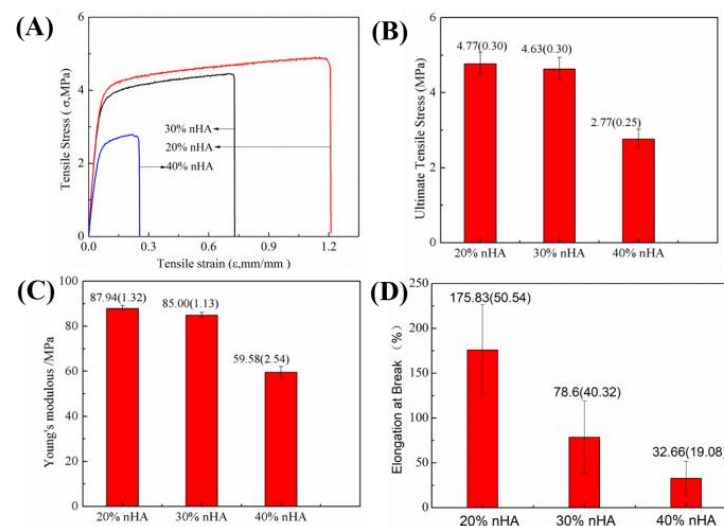 (A)
6
4
2
0
0.0 0.3 0.6 0.9 1.2
Tensile Stress ( σ,MPa)
Tensile strain (ε,mm/mm )
30% nHA
20% nHA
40% nHA
(B)
6
4
2
0
Ultimate Tensile Stress (MPa)
4.77(0.30)
4.63(0.30)
2.77(0.25)
20% nHA 30% nHA 40% nHA
(C)
100
80
60
40
20
0
Young's modulous /MPa
87.94(1.32)
85.00(1.13)
59.58(2.54)
20% nHA 30% nHA 40% nHA
(D)
250
200
150
100
50
0
Elongation at Break (%)
175.83(50.54)
78.6(40.32)
32.66(19.08)
20% nHA 30% nHA 40% nHA